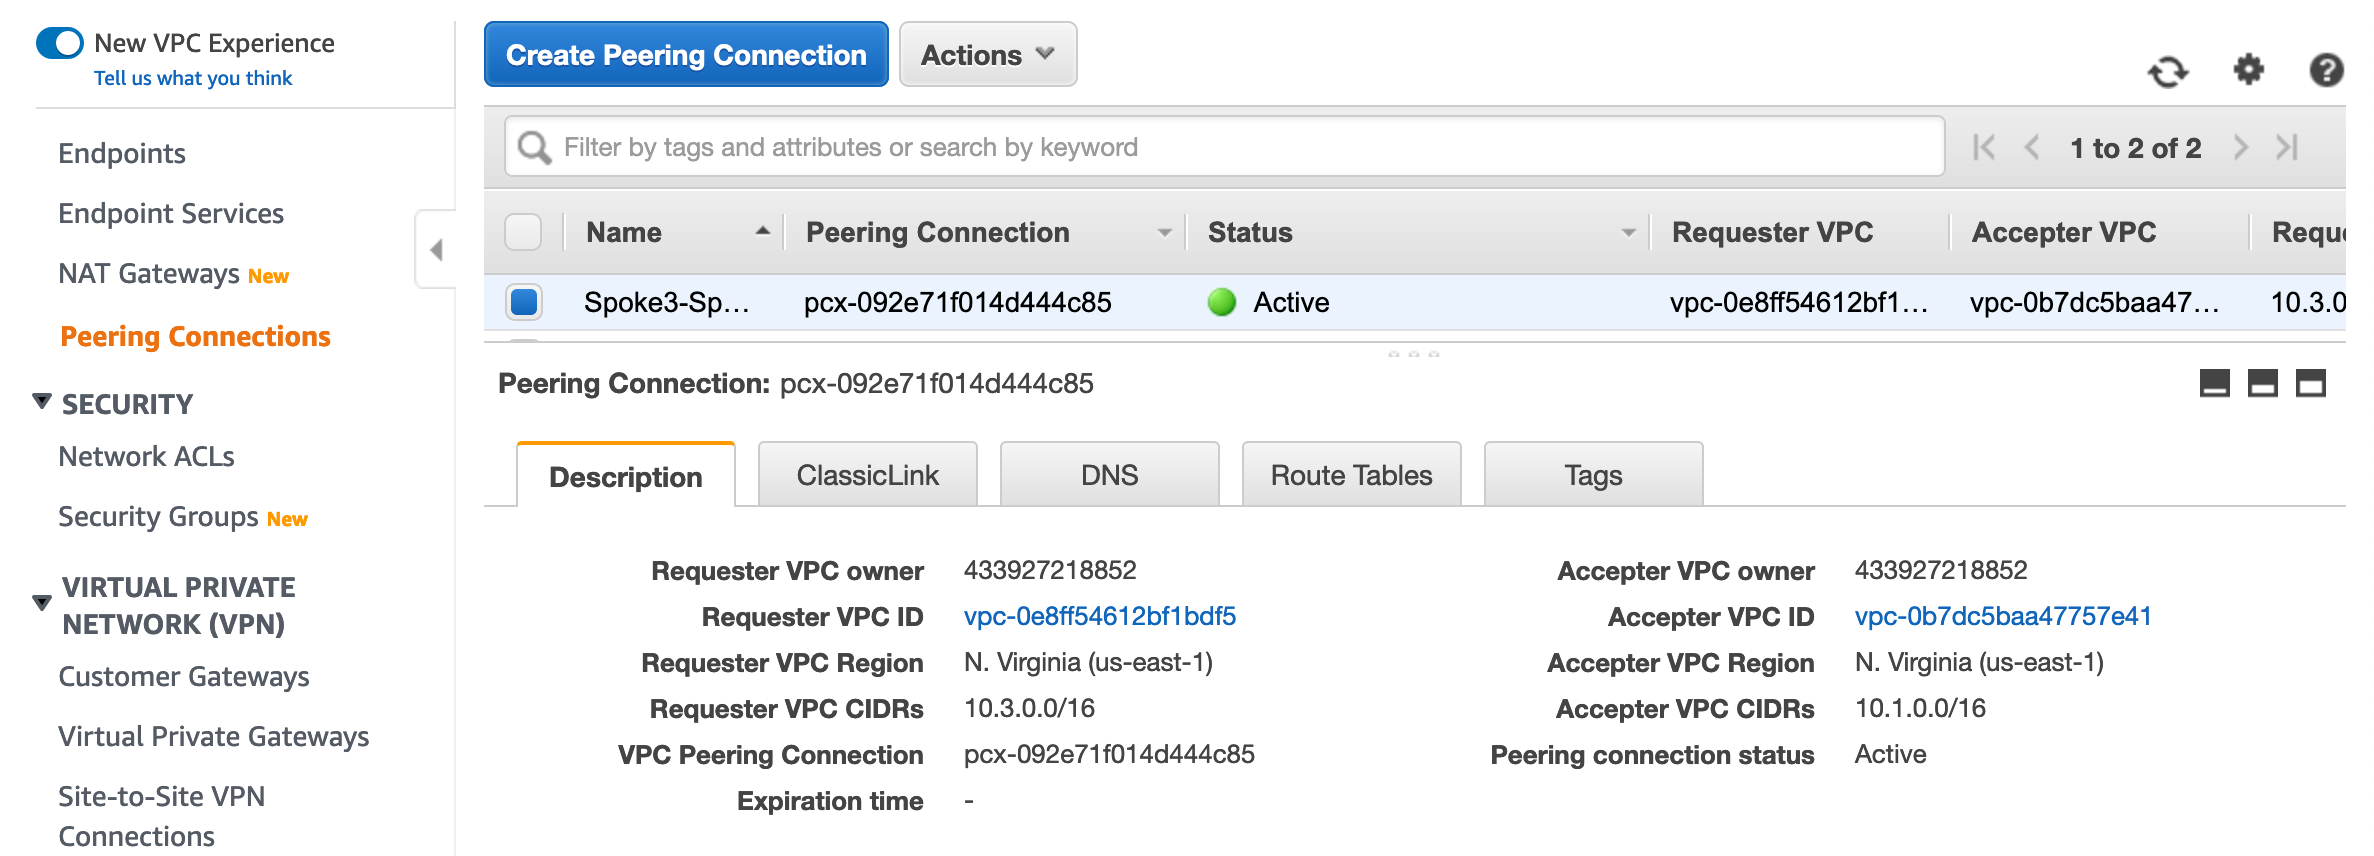 New VPC Experience
Tell us what you think
Endpoints
Endpoint Services
NAT Gateways New
Peering Connections
SECURITY
Network ACLs
Security Groups New
VIRTUAL PRIVATE
NETWORK (VPN)
Customer Gateways
Virtual Private Gateways
Site-to-Site VPN
Connections
Create Peering Connection Actions
Filter by tags and attributes or search by keyword 1 to 2 of 2
Name Peering Connection Status Requester VPC Accepter VPC Reque
Spoke3-Sp... pcx-092e71f014d444c85 Active vpc-0e8ff54612bf1... vpc-0b7dc5baa47... 10.3.0
Peering Connection: pcx-092e71f014d444c85
Description ClassicLink DNS Route Tables Tags
Requester VPC owner 433927218852 Accepter VPC owner 433927218852
Requester VPC ID vpc-0e8ff54612bf1bdf5 Accepter VPC ID vpc-0b7dc5baa47757e41
Requester VPC Region N. Virginia (us-east-1) Accepter VPC Region N. Virginia (us-east-1)
Requester VPC CIDRs 10.3.0.0/16 Accepter VPC CIDRs 10.1.0.0/16
VPC Peering Connection pcx-092e71f014d444c85 Peering connection status Active
Expiration time -